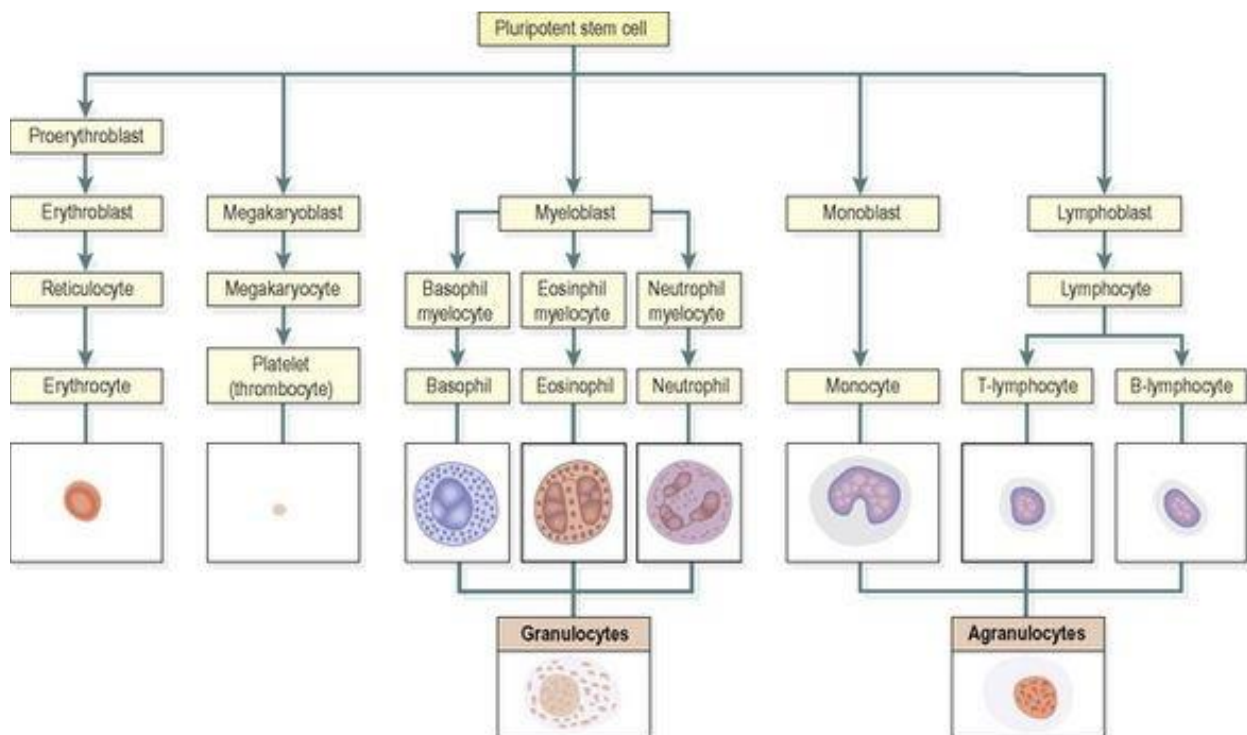 Pluripotent stem cell
Proerythroblast
Erythroblast
Megakaryoblast
Myeloblast
Monoblast
Lymphoblast
Reticulocyte
Megakaryocyte
Basophil
myelocyte
Eosinphil
myelocyte
Neutrophil
myelocyte
Lymphocyte
Erythrocyte
Platelet
(thrombocyte)
Basophil
Eosinophil
Neutrophil
Monocyte
T-lymphocyte
B-lymphocyte
Granulocytes
Agranulocytes